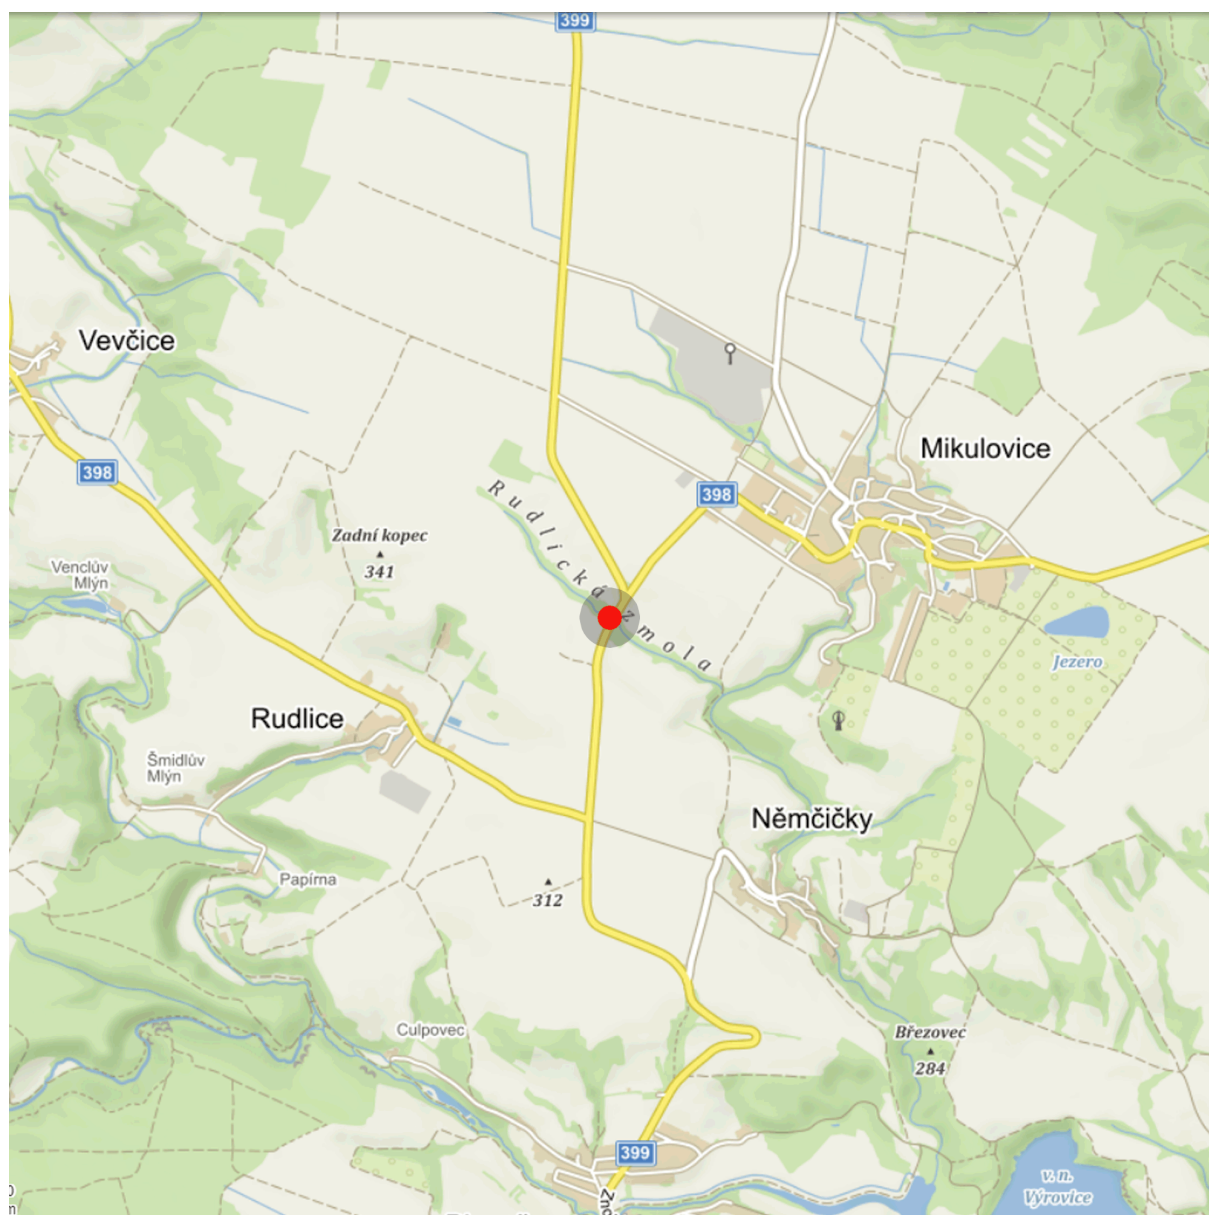 399
Vevčice
398
Mikulovice
398
Rudlická zmola
Zadní kopec
341
Venclův
Mlýn
Jezero
Rudlice
Šmidlův
Mlýn
Němčičky
Papírna
312
Culpovec
Březovec
284
399
v. n.
Výrovice